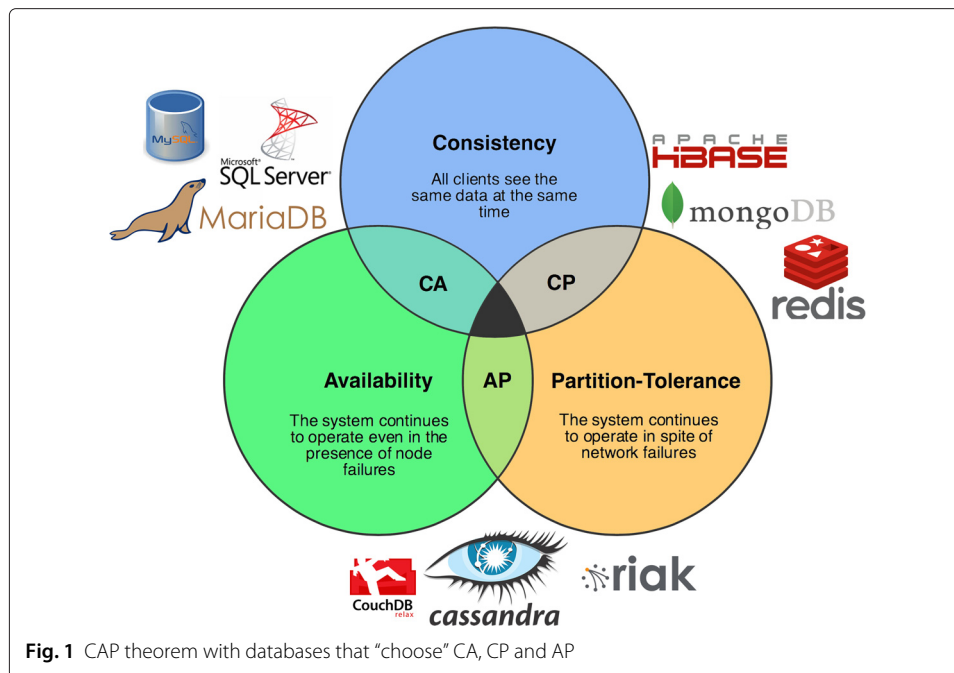 MySQL
Microsoft®
SQL Server®
MariaDB
Consistency
All clients see the
same data at the same
time
APACHE
HBASE
mongoDB
redis
CA
CP
AP
Availability
The system continues
to operate even in the
presence of node
failures
Partition-Tolerance
The system continues
to operate in spite of
network failures
CouchDB
relax
cassandra
riak
Fig. 1 CAP theorem with databases that “choose” CA, CP and AP